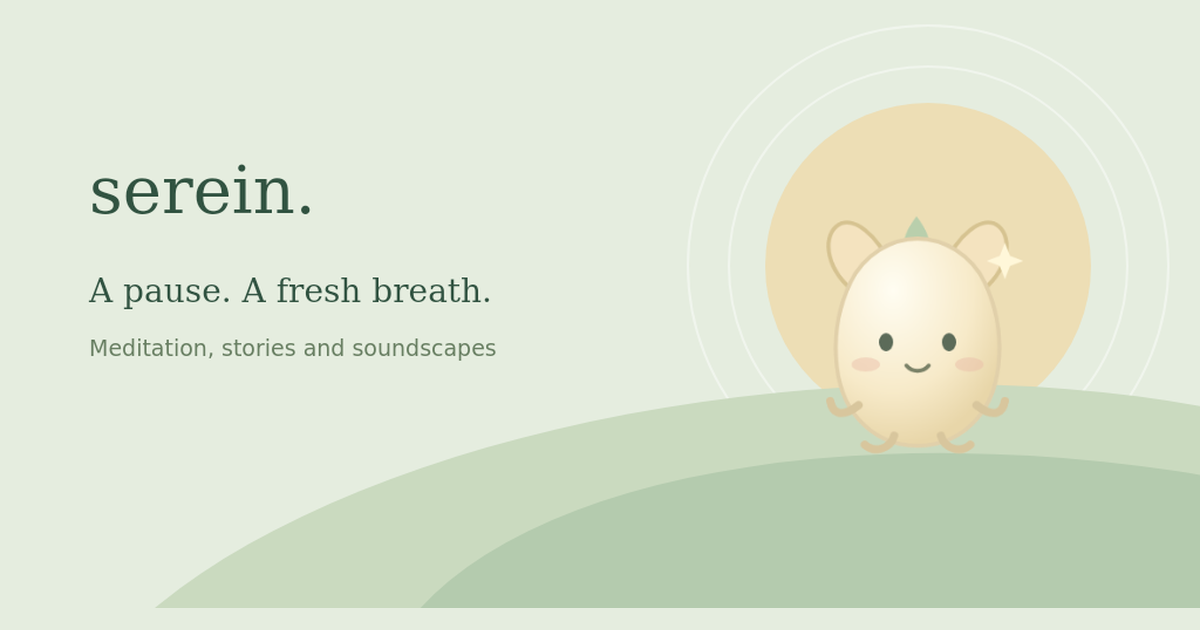 serein.
A pause. A fresh breath.
Meditation, stories and soundscapes